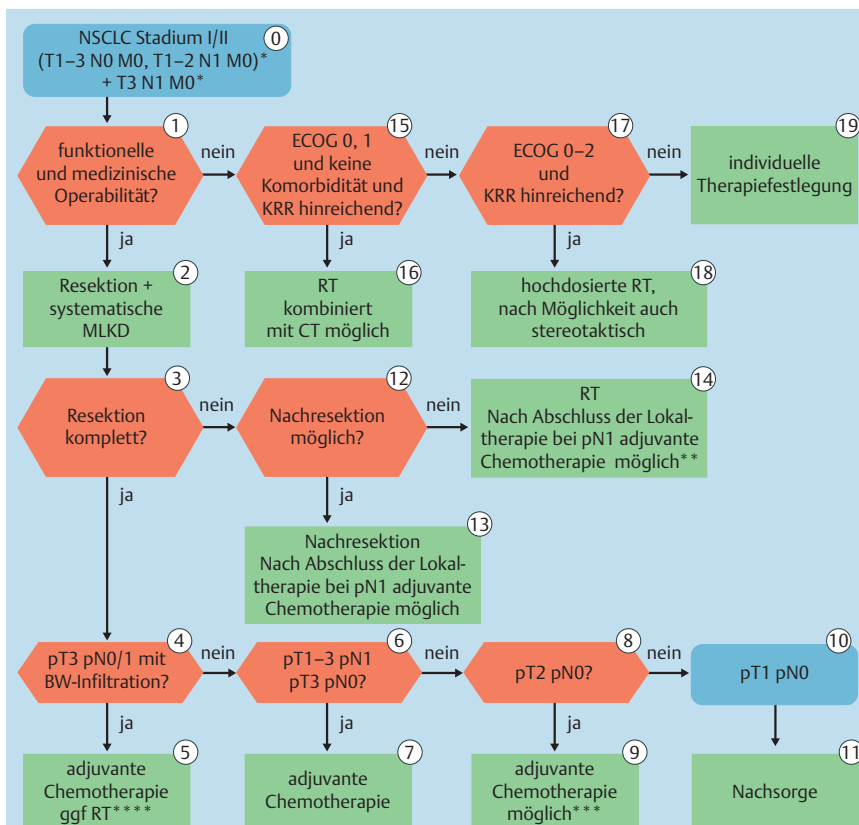 NSCLC Stadium I/II
0
(T1–3 N0 M0, T1–2 N1 M0)*
+ T3 N1 M0*
1
funktionelle
und medizinische
Operabilität?
nein
ja
15
ECOG 0, 1
und keine
Komorbidität und
KRR hinreichend?
nein
ja
17
ECOG 0–2
und
KRR hinreichend?
nein
ja
19
individuelle
Therapiefestlegung
2
Resektion +
systematische
MLKD
16
RT
kombiniert
mit CT möglich
18
hochdosierte RT,
nach Möglichkeit auch
stereotaktisch
3
Resektion
komplett?
nein
ja
12
Nachresektion
möglich?
nein
ja
14
RT
Nach Abschluss der Lokal-
therapie bei pN1 adjuvante
Chemotherapie möglich**
13
Nachresektion
Nach Abschluss der Lokal-
therapie bei pN1 adjuvante
Chemotherapie möglich
4
pT3 pN0/1 mit
BW-Infiltration?
nein
ja
6
pT1–3 pN1
pT3 pN0?
nein
ja
8
pT2 pN0?
nein
ja
10
pT1 pN0
5
adjuvante
Chemotherapie
ggf RT****
7
adjuvante
Chemotherapie
9
adjuvante
Chemotherapie
möglich***
11
Nachsorge